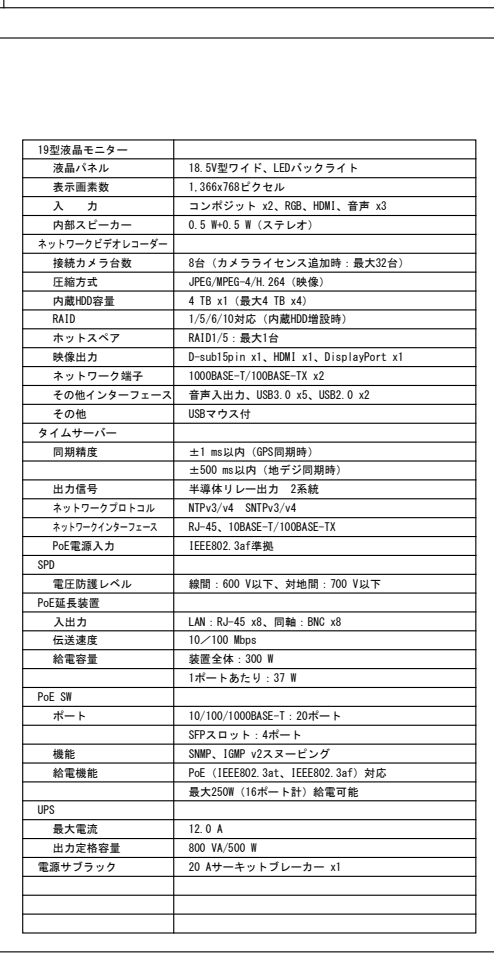 19型液晶モニター
液晶パネル 18.5V型ワイド、LEDバックライト
表示画素数 1,366x768ピクセル
入　力 コンポジット x2、RGB、HDMI、音声 x3
内部スピーカー 0.5 W+0.5 W（ステレオ）
ネットワークビデオレコーダー
接続カメラ台数 8台（カメラライセンス追加時：最大32台）
圧縮方式 JPEG/MPEG-4/H.264（映像）
内蔵HDD容量 4 TB x1（最大4 TB x4）
RAID 1/5/6/10対応（内蔵HDD増設時）
ホットスペア RAID1/5：最大1台
映像出力 D-sub15pin x1、HDMI x1、DisplayPort x1
ネットワーク端子 1000BASE-T/100BASE-TX x2
その他インターフェース 音声入出力、USB3.0 x5、USB2.0 x2
その他 USBマウス付
タイムサーバー
同期精度 ±1 ms以内（GPS同期時）
±500 ms以内（地デジ同期時）
出力信号 半導体リレー出力　2系統
ネットワークプロトコル NTPv3/v4　SNTPv3/v4
ネットワークインターフェース RJ-45、10BASE-T/100BASE-TX
PoE電源入力 IEEE802.3af準拠
SPD
電圧防護レベル 線間：600 V以下、対地間：700 V以下
PoE延長装置
入出力 LAN：RJ-45 x8、同軸：BNC x8
伝送速度 10／100 Mbps
給電容量 装置全体：300 W
1ポートあたり：37 W
PoE SW
ポート 10/100/1000BASE-T：20ポート
SFPスロット：4ポート
機能 SNMP、IGMP v2スヌーピング
給電機能 PoE（IEEE802.3at、IEEE802.3af）対応
最大250W（16ポート計）給電可能
UPS
最大電流 12.0 A
出力定格容量 800 VA/500 W
電源サブラック 20 Aサーキットブレーカー x1